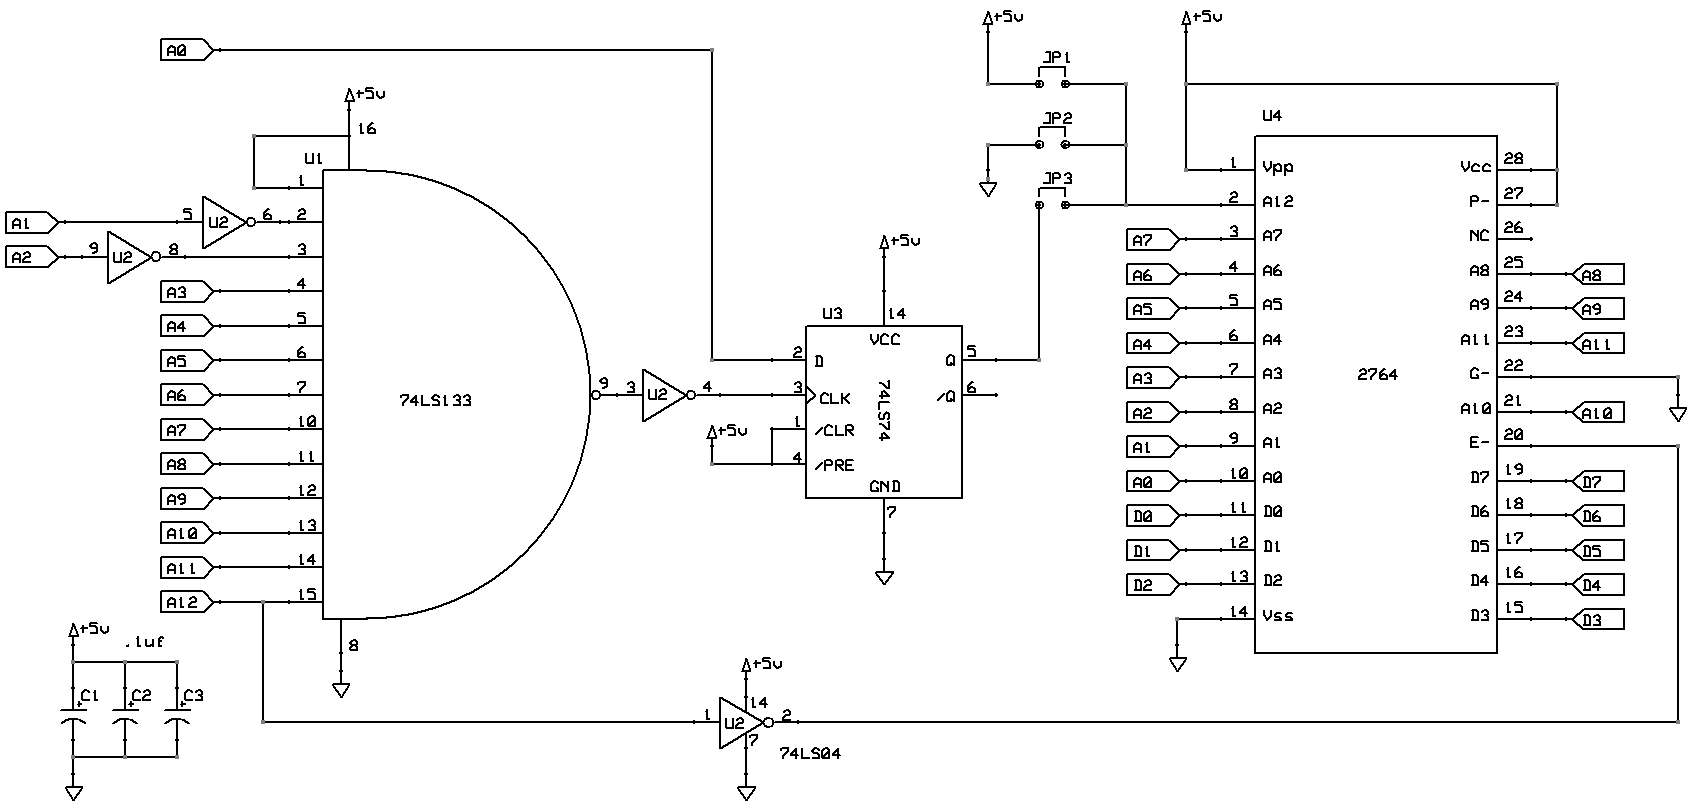 +5v
+5v
A0
JP1
+5v
JP2
U4
16
U1
1
JP3
1 Vpp Vcc 28
2 A12 P- 27
A1 5 U2 6 2
A2 9 U2 8 3
A7 3 A7 NC 26
+5v
A3 4
A6 4 A6 A8 25 A8
A4 5
U3 14
A5 5 A5 A9 24 A9
VCC
A5 6
2 D Q 5
A4 6 A4 A11 23 A11
A6 7
9 3 U2 4
3 CLK /Q 6
74LS133
74LS74
2764
A3 7 A3 G- 22
A7 10
+5v 1 /CLR
A2 8 A2 A10 21 A10
A8 11
4 /PRE
A1 9 A1 E- 20
A9 12
GND
7
A0 10 A0 D7 19 D7
A10 13
D0 11 D0 D6 18 D6
A11 14
D1 12 D1 D5 17 D5
A12 15
D2 13 D2 D4 16 D4
14 Vss D3 15 D3
+5v .1uf
8
C1 C2 C3
+5v
14
1 U2 2
7
74LS04